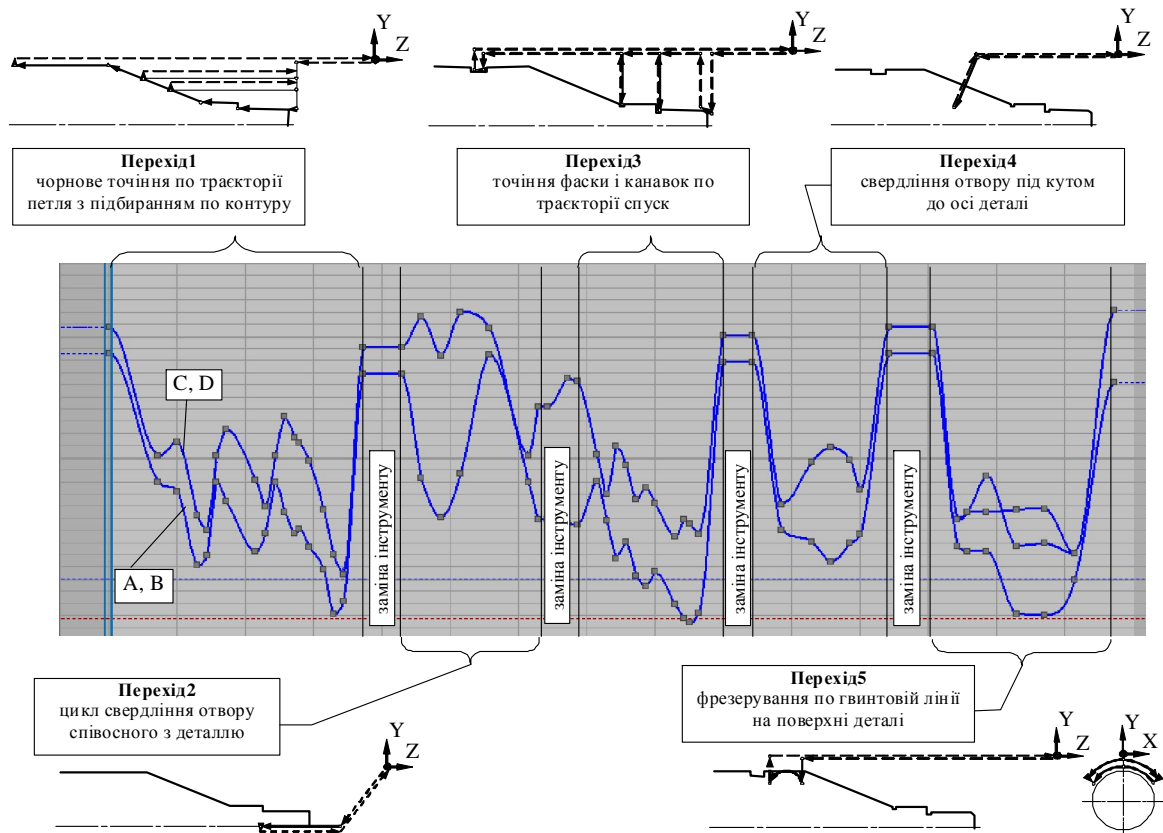 Y
Z
Y
Z
Y
Z
Перехід1
чорнове точіння по траєкторії
петля з підбиранням по контуру
Перехід3
точіння фаски і канавок по
траєкторії спуск
Перехід4
свердління отвору під кутом
до осі деталі
C, D
A, B
заміна інструменту
заміна інструменту
заміна інструменту
заміна інструменту
Перехід2
цикл свердління отвору
співосного з деталлю
Y
Z
Перехід5
фрезерування по гвинтовій лінії
на поверхні деталі
Y
Z
Y
X